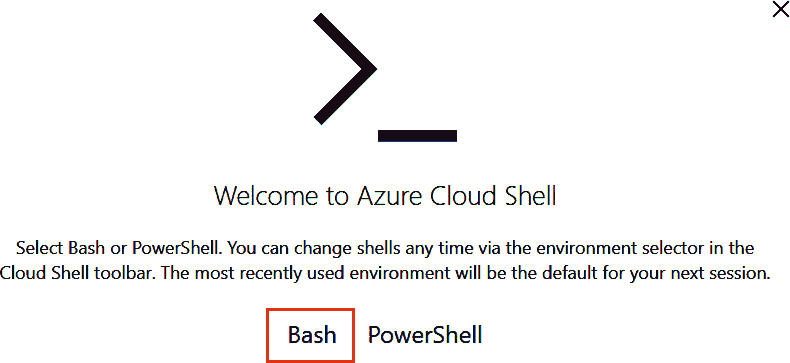 Welcome to Azure Cloud Shell
Select Bash or PowerShell. You can change shells any time via the environment selector in the
Cloud Shell toolbar. The most recently used environment will be the default for your next session.
Bash PowerShell